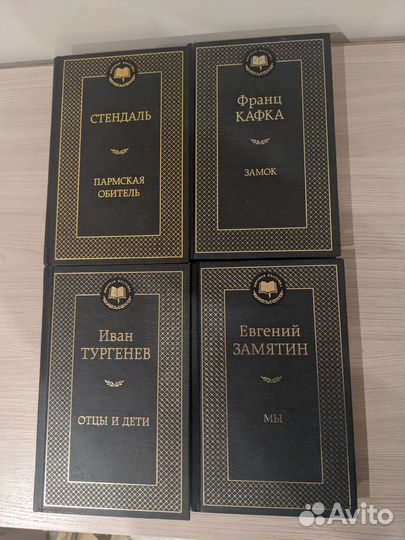 СТЕНДАЛЬ
ПАРМСКАЯ
ОБИТЕЛЬ
Франц
КАФКА
ЗАМОК
Иван
ТУРГЕНЕВ
ОТЦЫ И ДЕТИ
Евгений
ЗАМЯТИН
МЫ
Avito